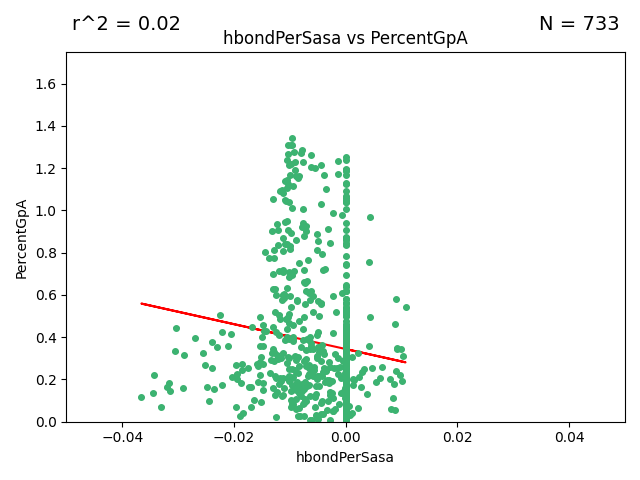 r^2 = 0.02
N = 733
hbondPerSasa vs PercentGpA
PercentGpA
1.6
1.4
1.2
1.0
0.8
0.6
0.4
0.2
0.0
−0.04
−0.02
0.00
0.02
0.04
hbondPerSasa